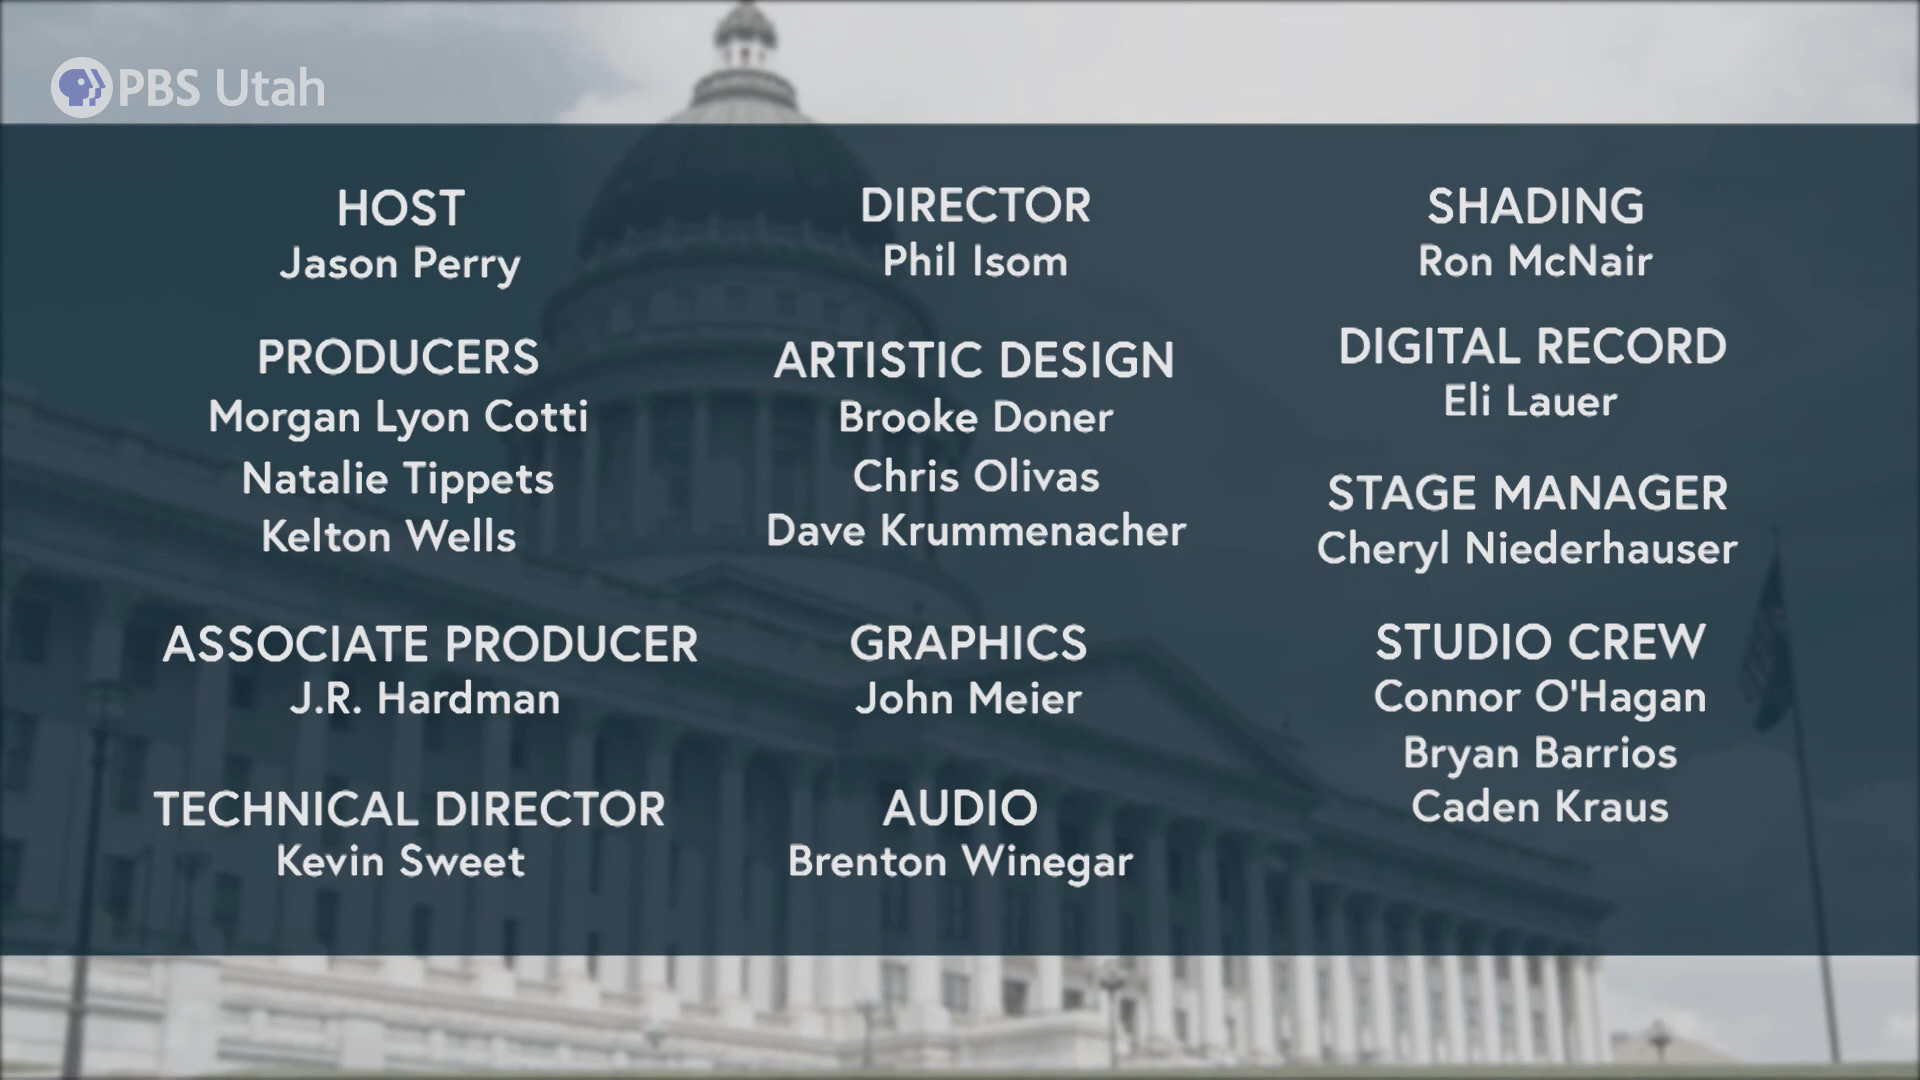 PBS Utah
HOST
Jason Perry
PRODUCERS
Morgan Lyon Cotti
Natalie Tippets
Kelton Wells
ASSOCIATE PRODUCER
J.R. Hardman
TECHNICAL DIRECTOR
Kevin Sweet
DIRECTOR
Phil Isom
ARTISTIC DESIGN
Brooke Doner
Chris Olivas
Dave Krummenacher
GRAPHICS
John Meier
AUDIO
Brenton Winegar
SHADING
Ron McNair
DIGITAL RECORD
Eli Lauer
STAGE MANAGER
Cheryl Niederhauser
STUDIO CREW
Connor O'Hagan
Bryan Barrios
Caden Kraus